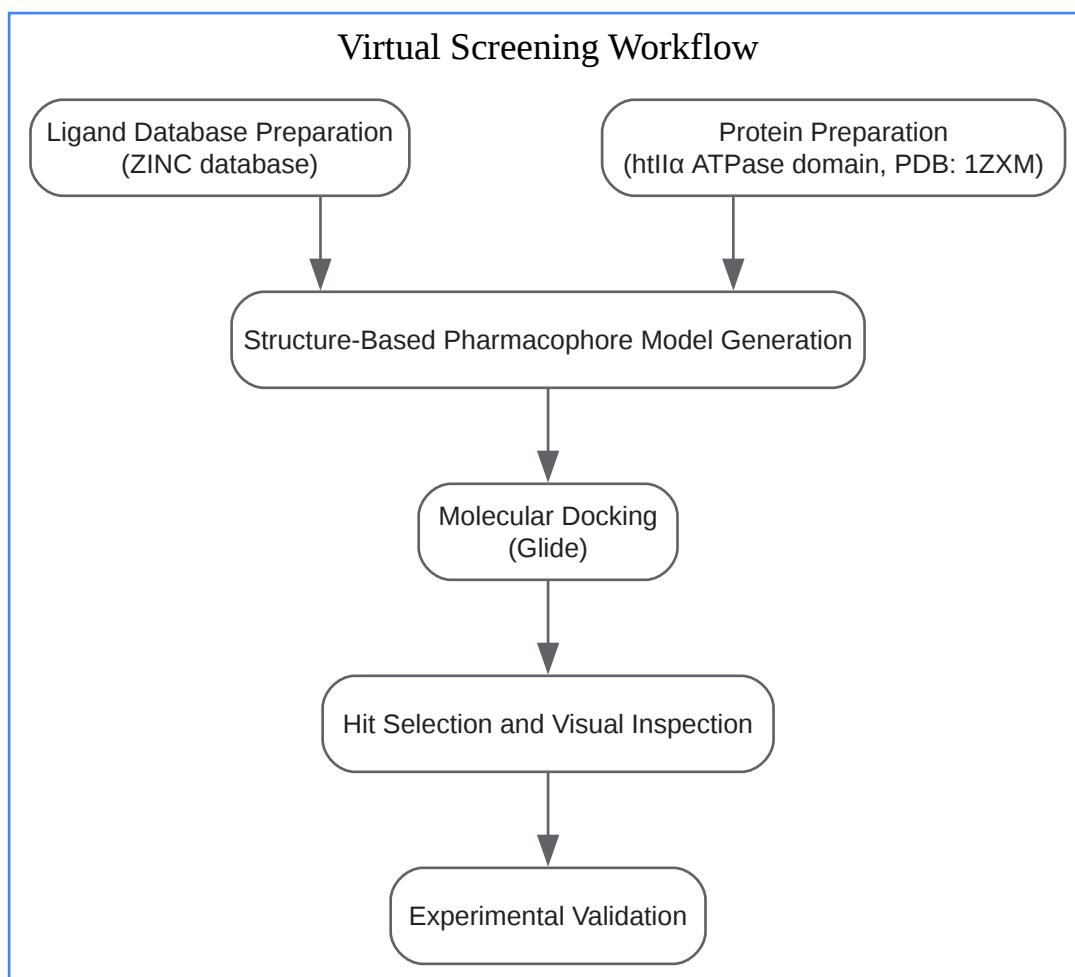 Virtual Screening Workflow
Ligand Database Preparation
(ZINC database)
Protein Preparation
(htIIα ATPase domain, PDB: 1ZXM)
Structure-Based Pharmacophore Model Generation
Molecular Docking
(Glide)
Hit Selection and Visual Inspection
Experimental Validation